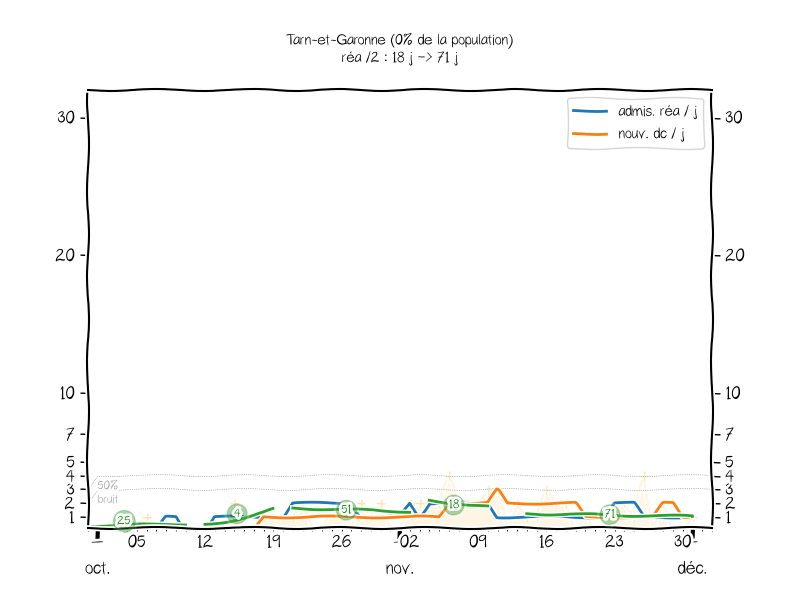 Tarn-et-Garonne (0% de la population)
réa /2 : 18 j -> 71 j
admis. réa / j
nouv. dc / j
30 30
20 20
10 10
7 7
5 5
4 4
3 3
2 2
1 1
50%
bruit
25 4 51 18 71
05 12 19 26 02 09 16 23 30
oct. nov. déc.